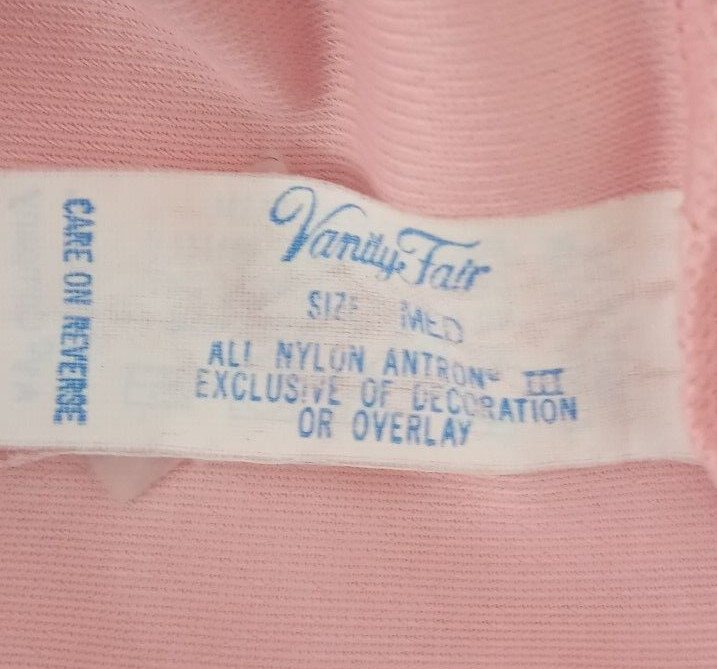 Vanity Fair
SIZE MED
ALL NYLON ANTRON® III
EXCLUSIVE OF DECORATION
OR OVERLAY
CARE ON REVERSE